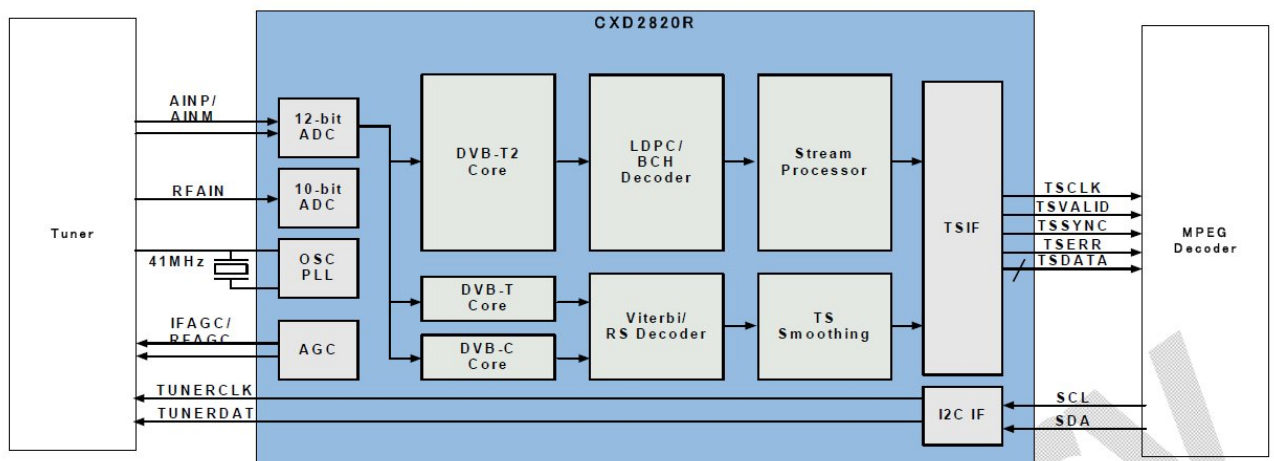 CXD2820R
Tuner
AINP/
AINM
RFAIN
41MHz
IFAGC/
RFAGC
TUNERCLK
TUNERDAT
12-bit
ADC
10-bit
ADC
OSC
PLL
AGC
DVB-T2
Core
DVB-T
Core
DVB-C
Core
LDPC/
BCH
Decoder
Viterbi/
RS Decoder
Stream
Processor
TS
Smoothing
TSIF
I2C IF
TSCLK
TSVALID
TSSYNC
TSERR
TSDATA
SCL
SDA
MPEG
Decoder